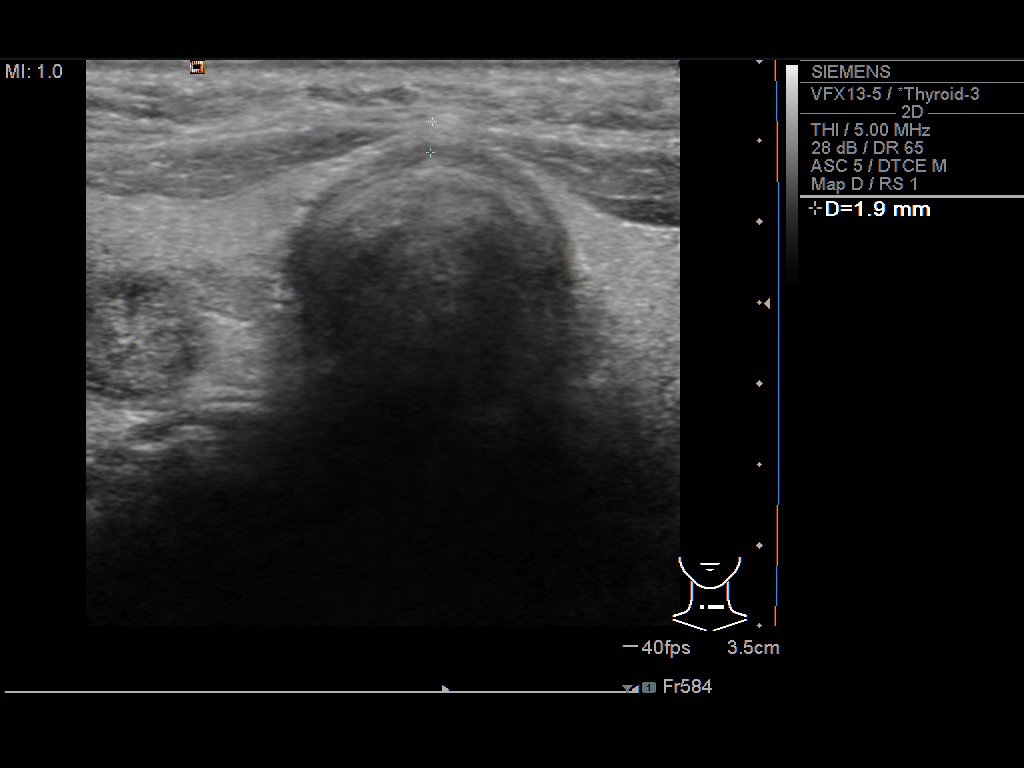 MI: 1.0
SIEMENS
VFX13-5 / *Thyroid-3
2D
THI / 5.00 MHz
28 dB / DR 65
ASC 5 / DTCE M
Map D / RS 1
D=1.9 mm
40fps 3.5cm
Fr584